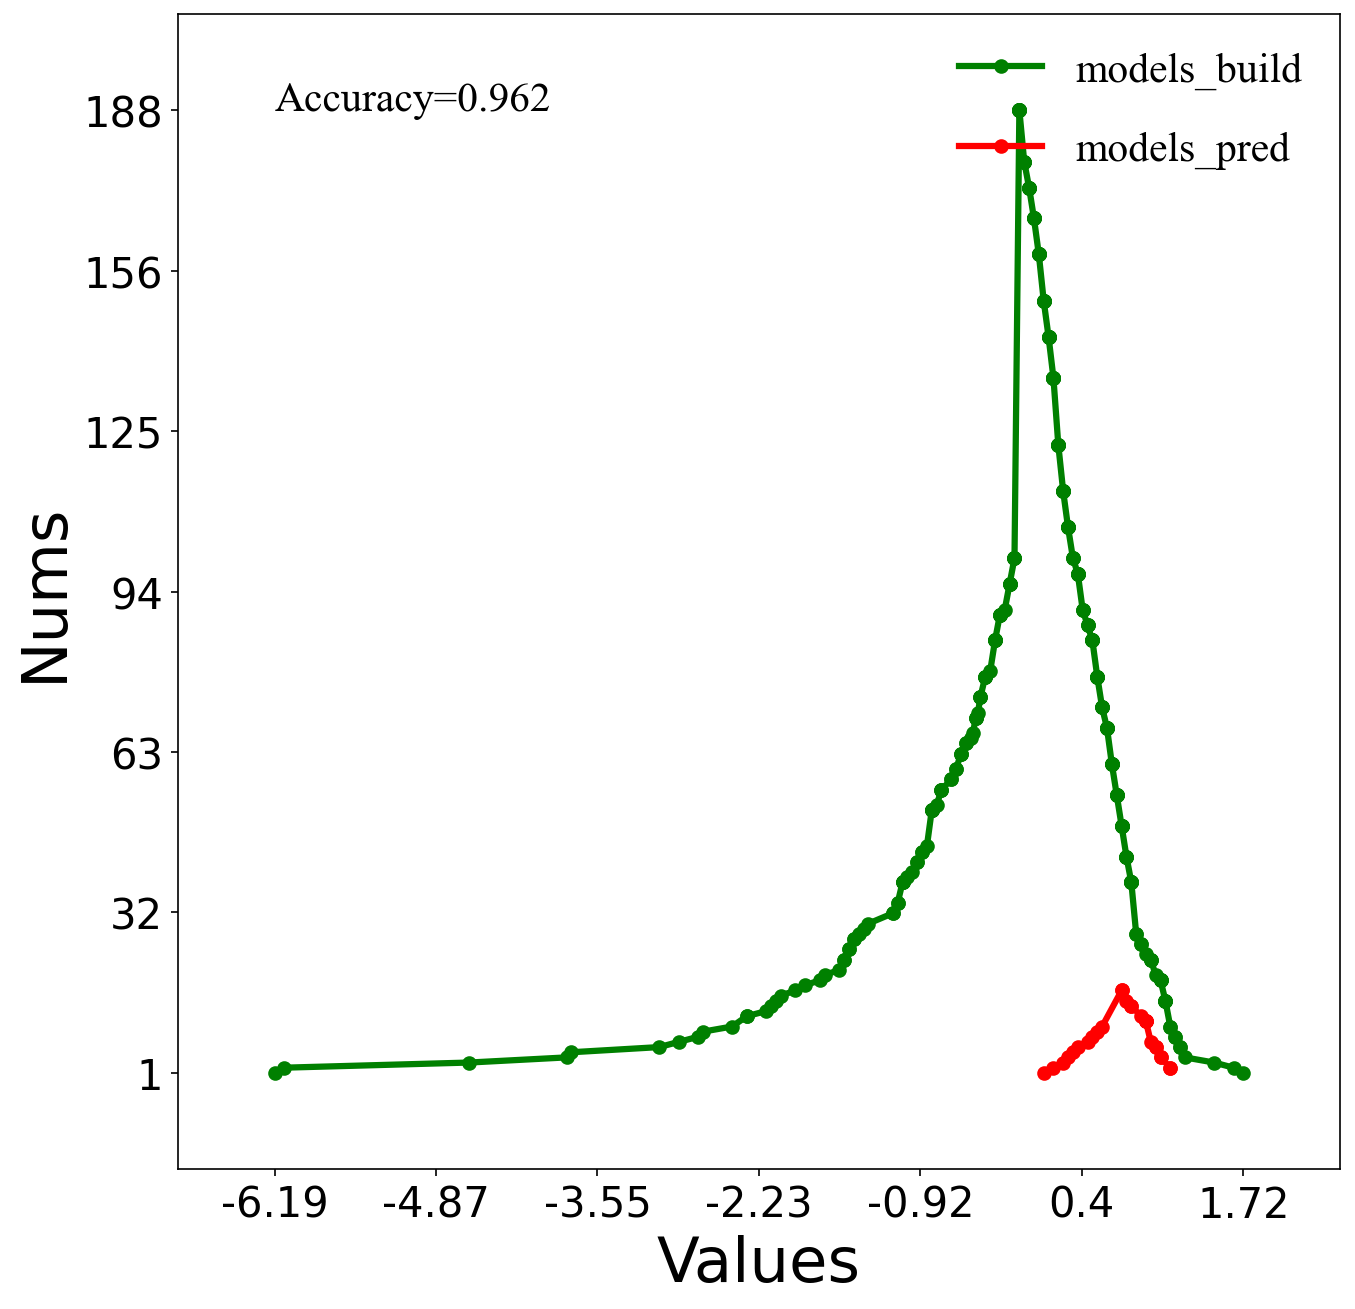 Accuracy=0.962
models_build
models_pred
188
156
125
94
63
32
1
Nums
-6.19 -4.87 -3.55 -2.23 -0.92 0.4 1.72
Values